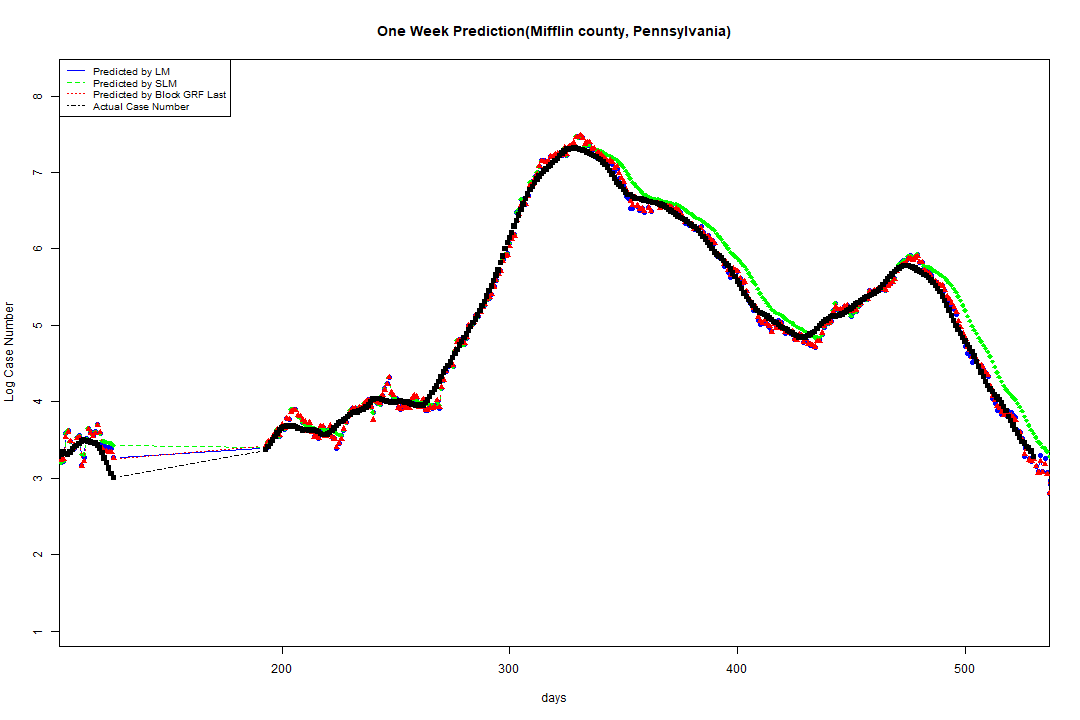 One Week Prediction(Mifflin county, Pennsylvania)
Predicted by LM
Predicted by SLM
Predicted by Block GRF Last
Actual Case Number
8
7
6
5
4
3
2
1
Log Case Number
200 300 400 500
days